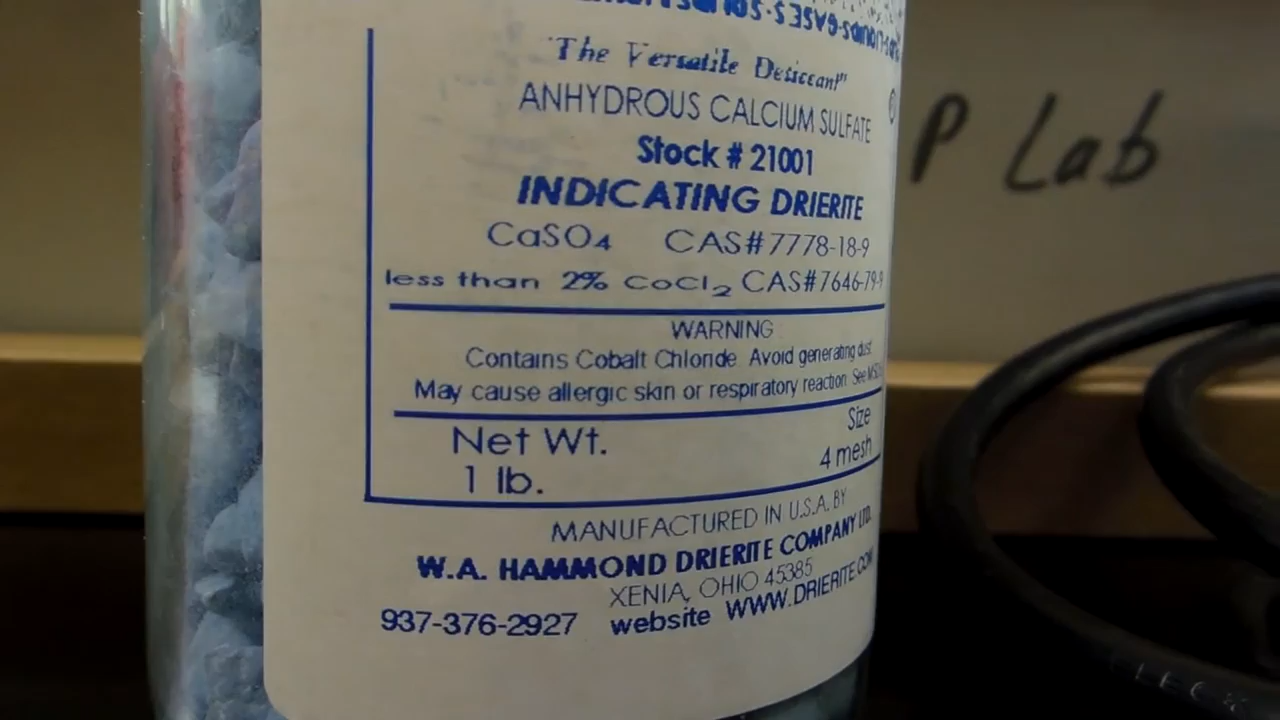 "The Versatile Desiccant"
ANHYDROUS CALCIUM SULFATE
Stock # 21001
INDICATING DRIERITE
CaSO4 CAS# 7778-18-9
less than 2% CoCl2 CAS# 7646-79-9
WARNING
Contains Cobalt Chloride. Avoid generating dust.
May cause allergic skin or respiratory reaction. See
Net Wt.
1 lb.
Size
4 mesh
MANUFACTURED IN U.S.A. BY
W.A. HAMMOND DRIERITE COMPANY LTD.
XENIA, OHIO 45385
937-376-2927 website WWW.DRIERITE.COM
P Lab